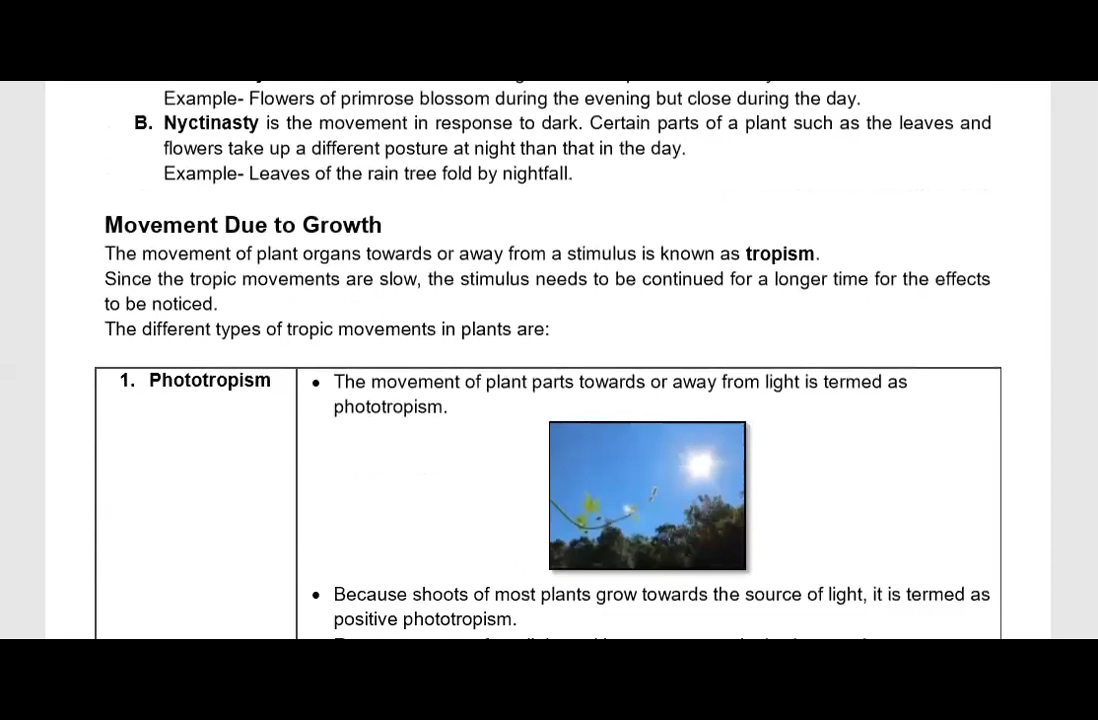 Example- Flowers of primrose blossom during the evening but close during the day.
B. Nyctinasty is the movement in response to dark. Certain parts of a plant such as the leaves and
flowers take up a different posture at night than that in the day.
Example- Leaves of the rain tree fold by nightfall.
Movement Due to Growth
The movement of plant organs towards or away from a stimulus is known as tropism.
Since the tropic movements are slow, the stimulus needs to be continued for a longer time for the effects
to be noticed.
The different types of tropic movements in plants are:
1. Phototropism
• The movement of plant parts towards or away from light is termed as
phototropism.
• Because shoots of most plants grow towards the source of light, it is termed as
positive phototropism.